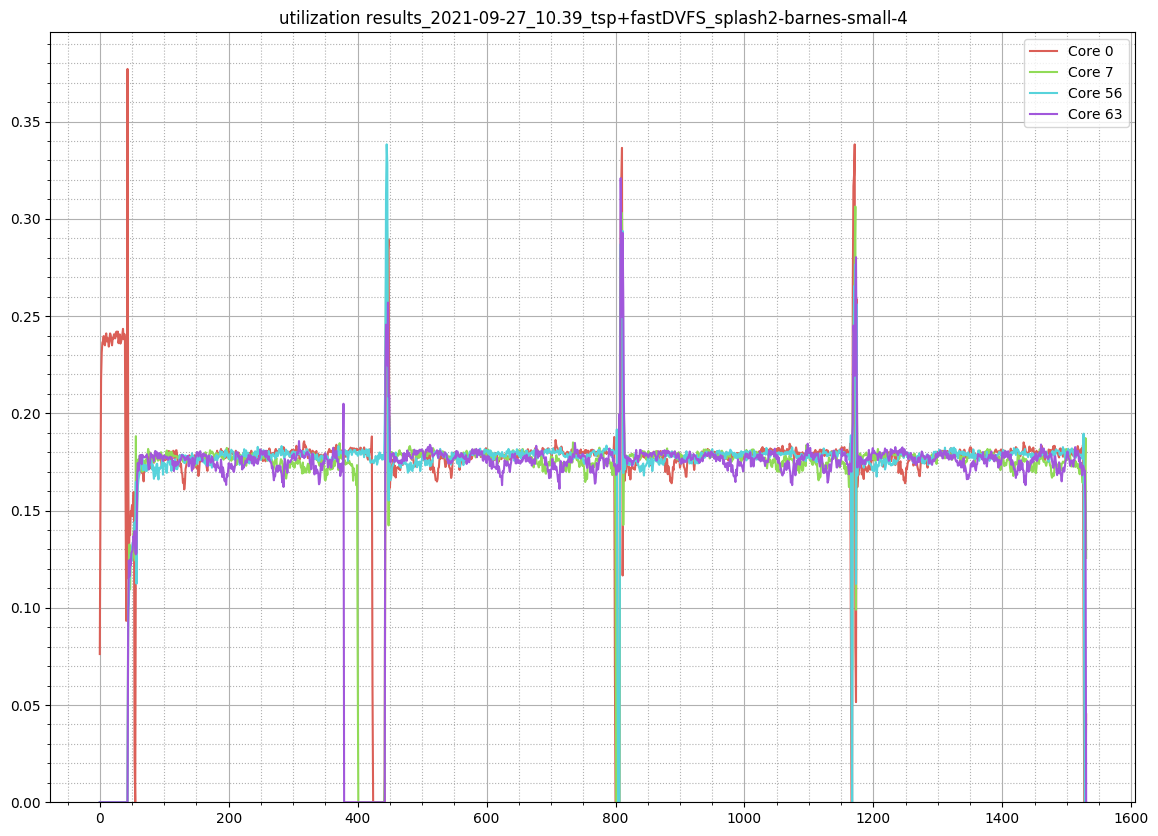 utilization results_2021-09-27_10.39_tsp+fastDVFS_splash2-barnes-small-4
Core 0
Core 7
Core 56
Core 63
0.35
0.30
0.25
0.20
0.15
0.10
0.05
0.00
0 200 400 600 800 1000 1200 1400 1600